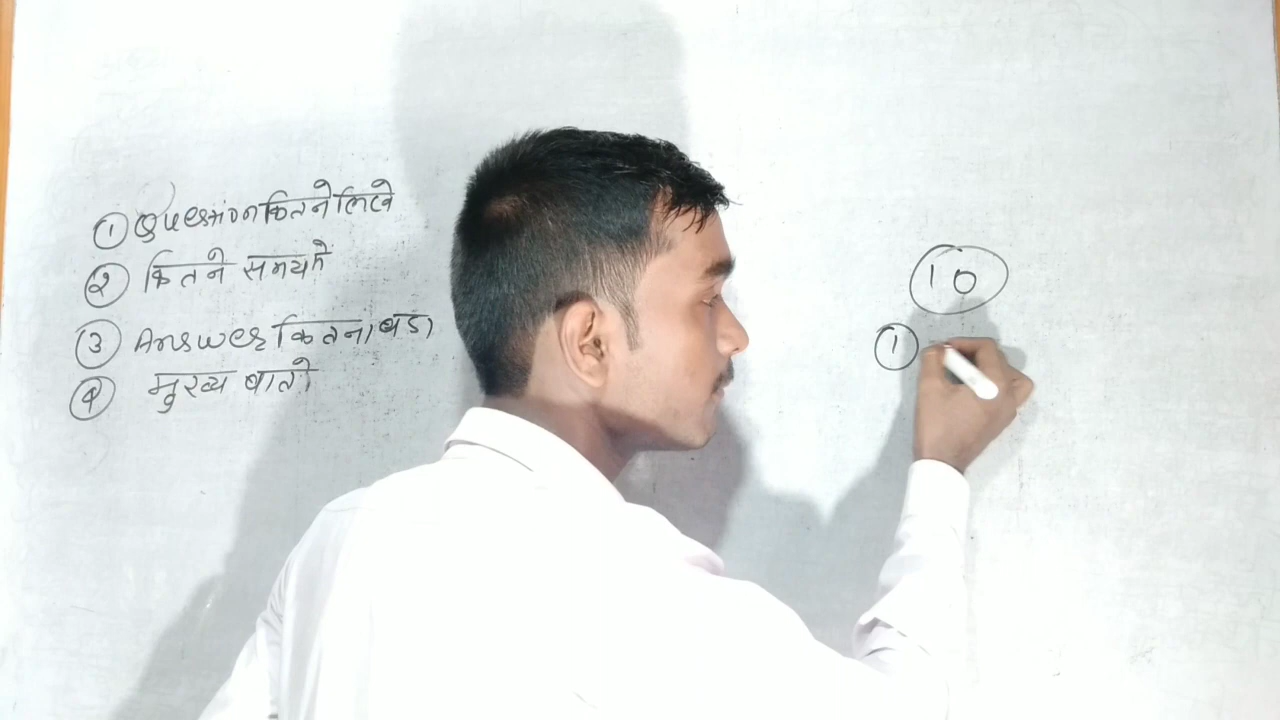 ① Question कितने लिखे
② कितने समय में
③ Answer कितना बड़ा
④ मुख्य बातें
10
①